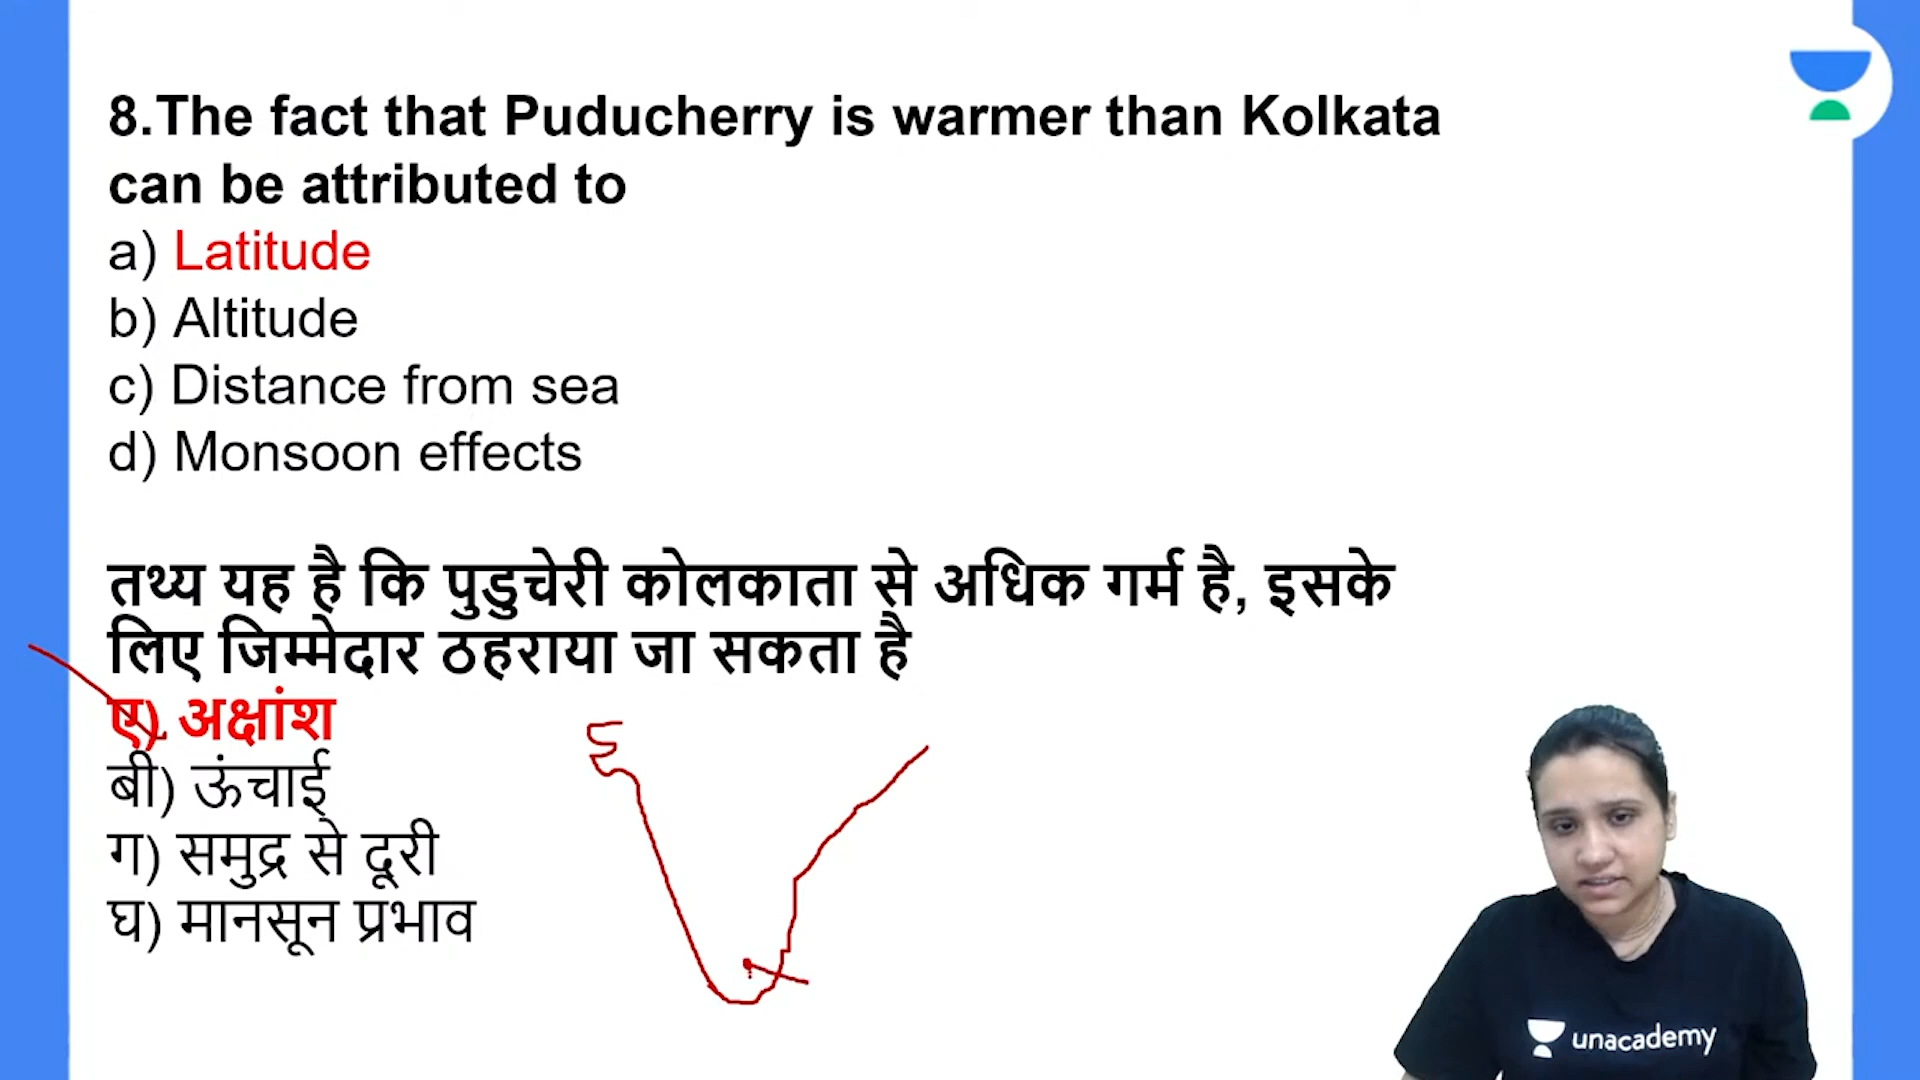 8.The fact that Puducherry is warmer than Kolkata
can be attributed to
a) Latitude
b) Altitude
c) Distance from sea
d) Monsoon effects
तथ्य यह है कि पुडुचेरी कोलकाता से अधिक गर्म है, इसके
लिए जिम्मेदार ठहराया जा सकता है
ए). अक्षांश
बी) ऊंचाई
ग) समुद्र से दूरी
घ) मानसून प्रभाव
unacademy